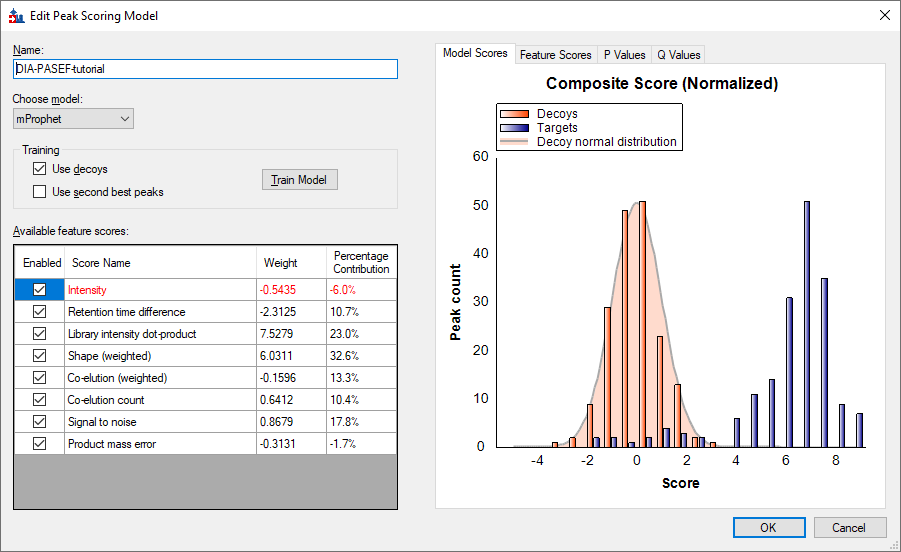 Edit Peak Scoring Model
Name:
DIA-PASEF-tutorial
Choose model:
mProphet
Training
Use decoys
Use second best peaks
Train Model
Available feature scores:
Enabled Score Name Weight Percentage Contribution
Intensity -0.5435 -6.0%
Retention time difference -2.3125 10.7%
Library intensity dot-product 7.5279 23.0%
Shape (weighted) 6.0311 32.6%
Co-elution (weighted) -0.1596 13.3%
Co-elution count 0.6412 10.4%
Signal to noise 0.8679 17.8%
Product mass error -0.3131 -1.7%
Model Scores Feature Scores P Values Q Values
Composite Score (Normalized)
Decoys
Targets
Decoy normal distribution
Peak count
60
50
40
30
20
10
0
-4 -2 0 2 4 6 8
Score
OK Cancel